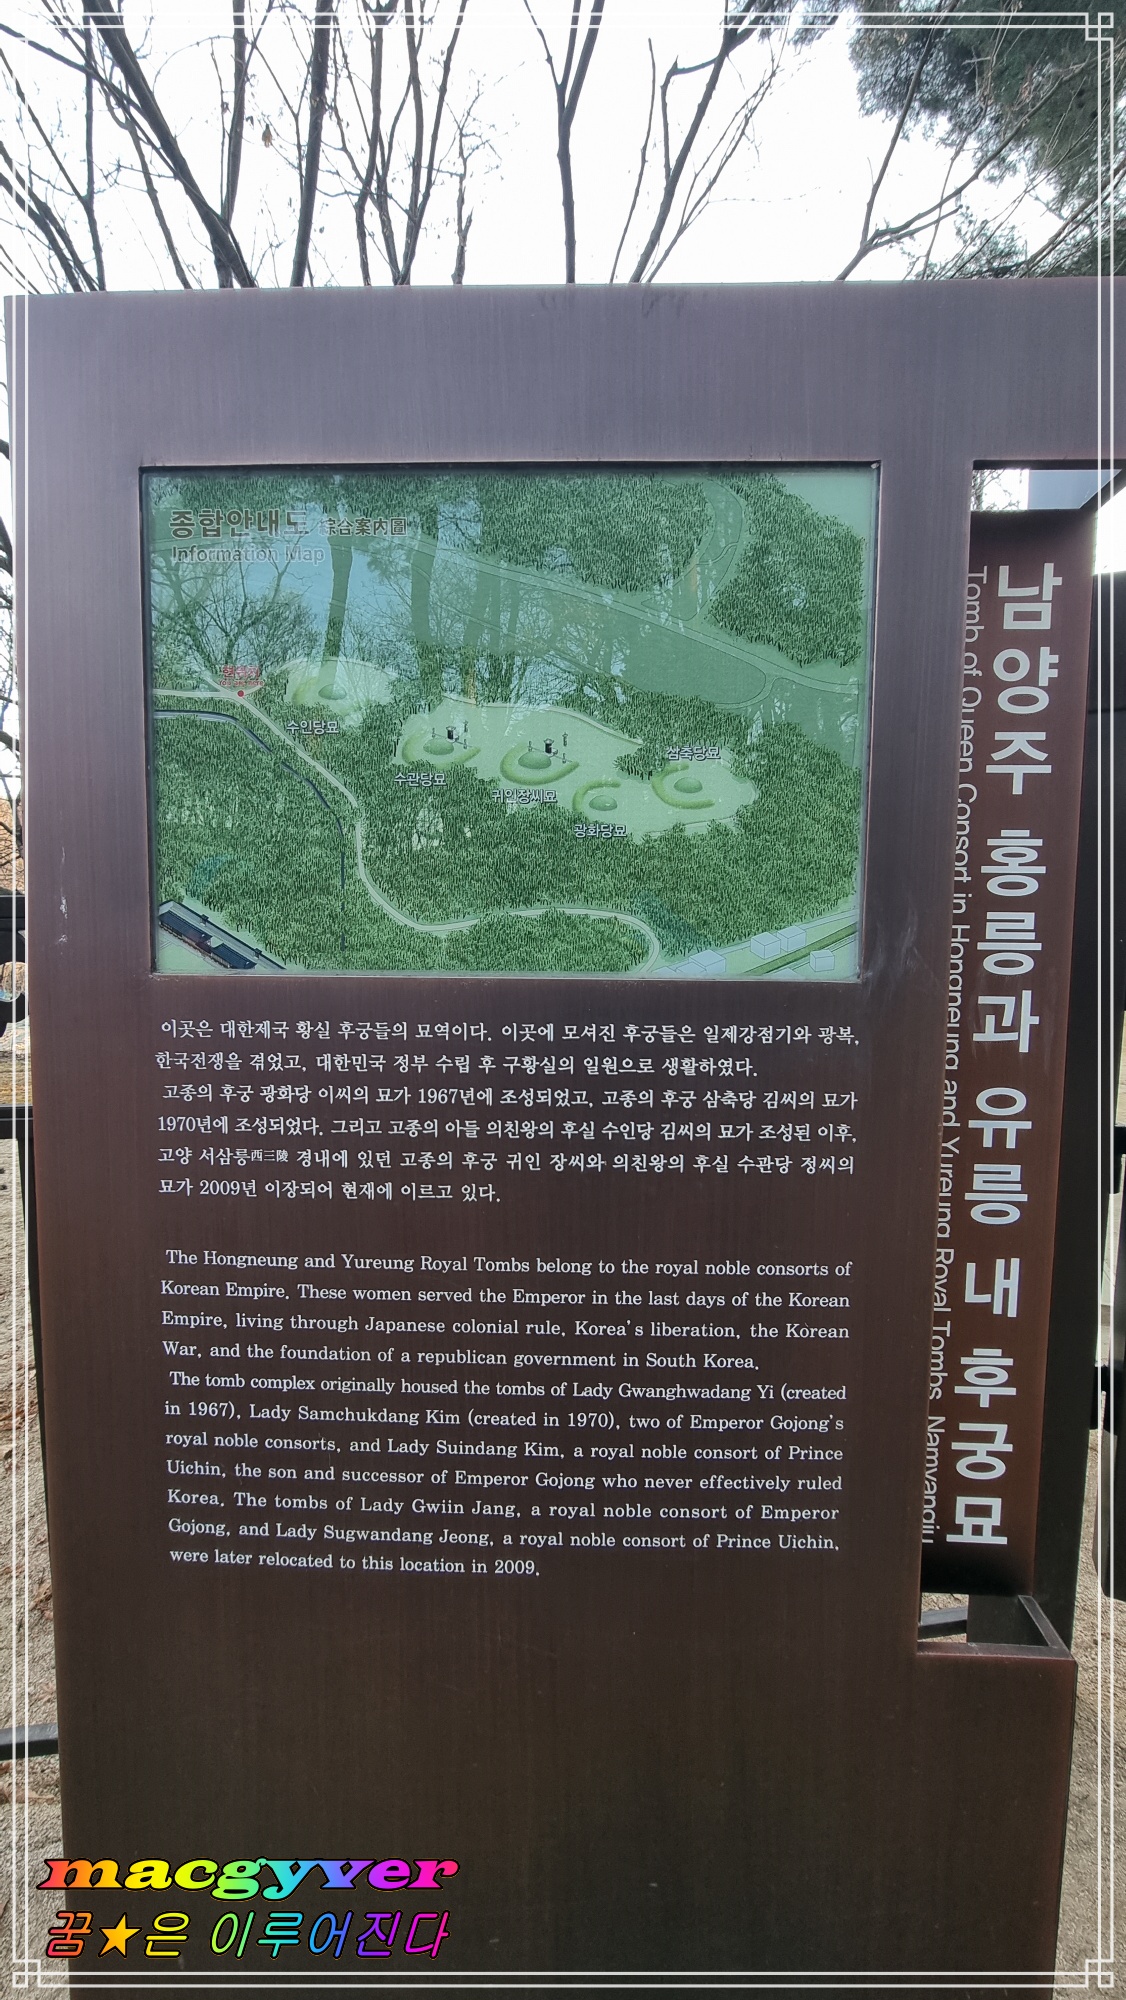 종합안내도 綜合案內圖
Information Map
수인당묘
수관당묘
귀인장씨묘
삼축당묘
광화당묘
이곳은 대한제국 황실 후궁들의 묘역이다. 이곳에 모셔진 후궁들은 일제강점기와 광복,
한국전쟁을 겪었고, 대한민국 정부 수립 후 구황실의 일원으로 생활하였다.
고종의 후궁 광화당 이씨의 묘가 1967년에 조성되었고, 고종의 후궁 삼축당 김씨의 묘가
1970년에 조성되었다. 그리고 고종의 아들 의친왕의 후실 수인당 김씨의 묘가 조성된 이후,
고양 서삼릉西三陵 경내에 있던 고종의 후궁 귀인 장씨와 의친왕의 후실 수관당 정씨의
묘가 2009년 이장되어 현재에 이르고 있다.
The Hongneung and Yureung Royal Tombs belong to the royal noble consorts of
Korean Empire. These women served the Emperor in the last days of the Korean
Empire, living through Japanese colonial rule, Korea's liberation, the Korean
War, and the foundation of a republican government in South Korea.
The tomb complex originally housed the tombs of Lady Gwanghwadang Yi (created
in 1967), Lady Samchukdang Kim (created in 1970), two of Emperor Gojong's
royal noble consorts, and Lady Suindang Kim, a royal noble consort of Prince
Uichin, the son and successor of Emperor Gojong who never effectively ruled
Korea. The tombs of Lady Gwiin Jang, a royal noble consort of Emperor
Gojong, and Lady Sugwandang Jeong, a royal noble consort of Prince Uichin,
were later relocated to this location in 2009.
남양주 홍릉과 유릉 내 후궁묘
Tomb of Queen Consort in Hongneung and Yureung Royal Tombs, Namyangju
macgyver
꿈★은 이루어진다